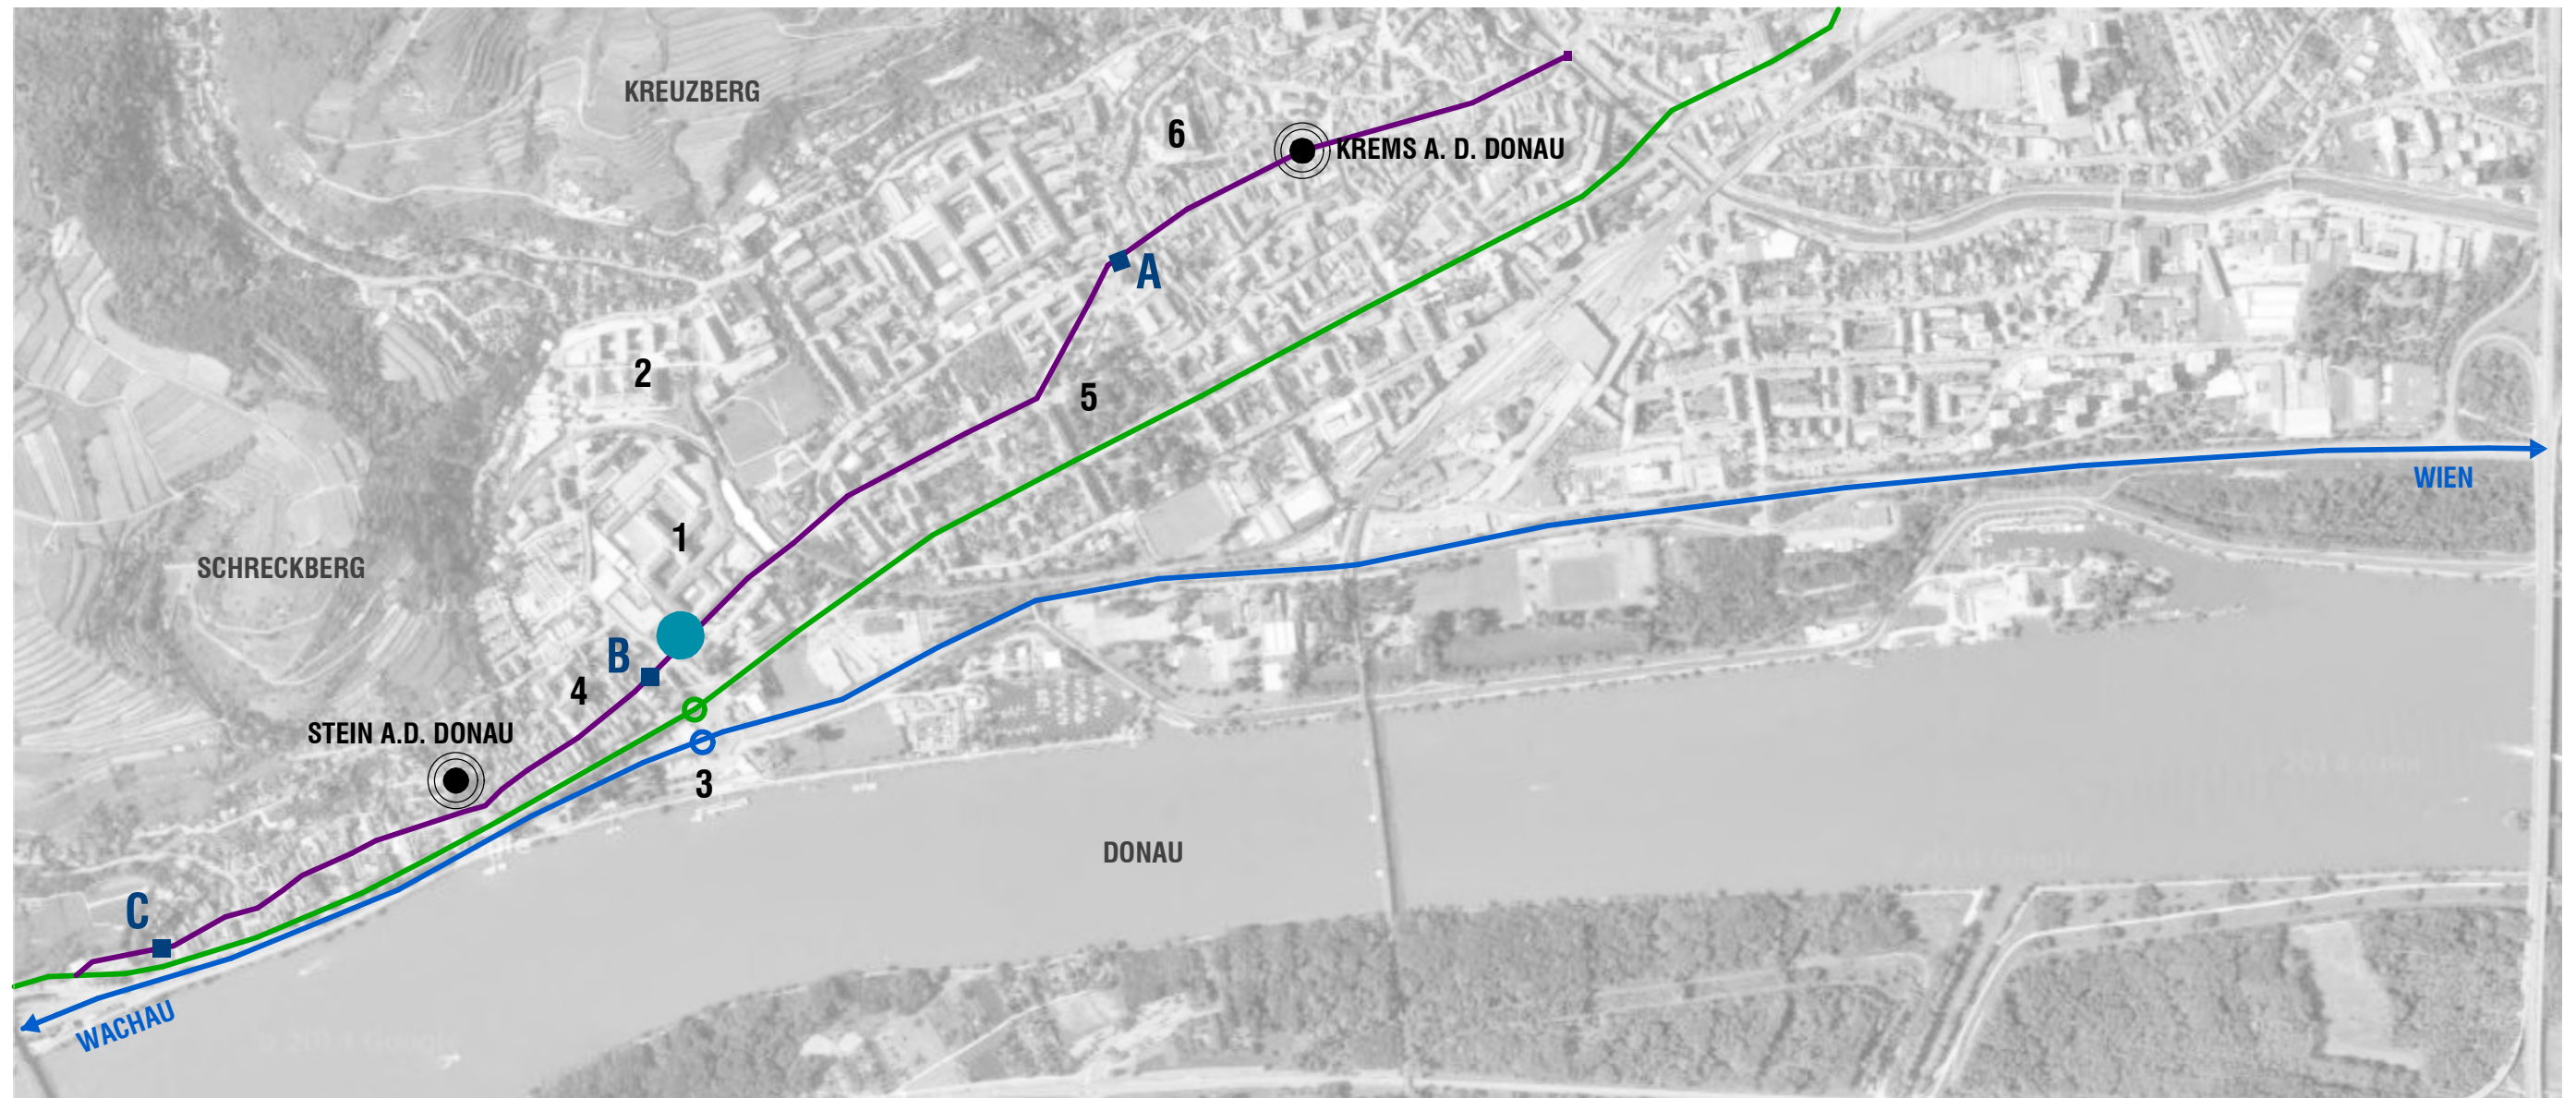 KREUZBERG
6
KREMS A. D. DONAU
A
2
5
WIEN
1
SCHRECKBERG
B
4
STEIN A.D. DONAU
3
DONAU
C
WACHAU